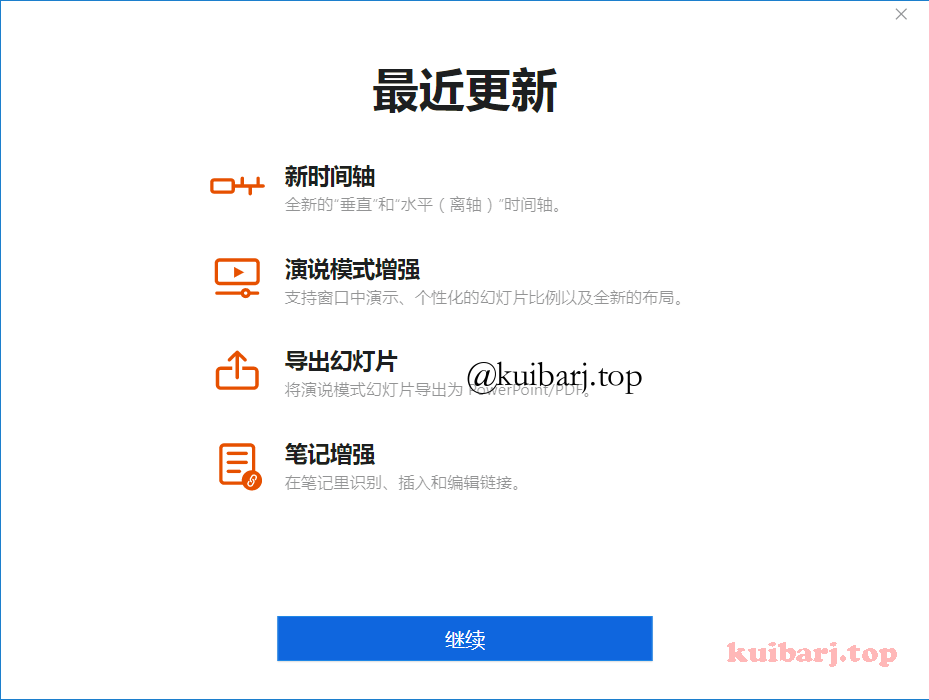 最近更新
新时间轴
全新的"垂直"和"水平（离轴）"时间轴。
演说模式增强
支持窗口中演示、个性化的幻灯片比例以及全新的布局。
导出幻灯片
@kuibarj.top
将演说模式幻灯片导出为 PowerPoint/PDF。
笔记增强
在笔记里识别、插入和编辑链接。
继续
kuibarj.top